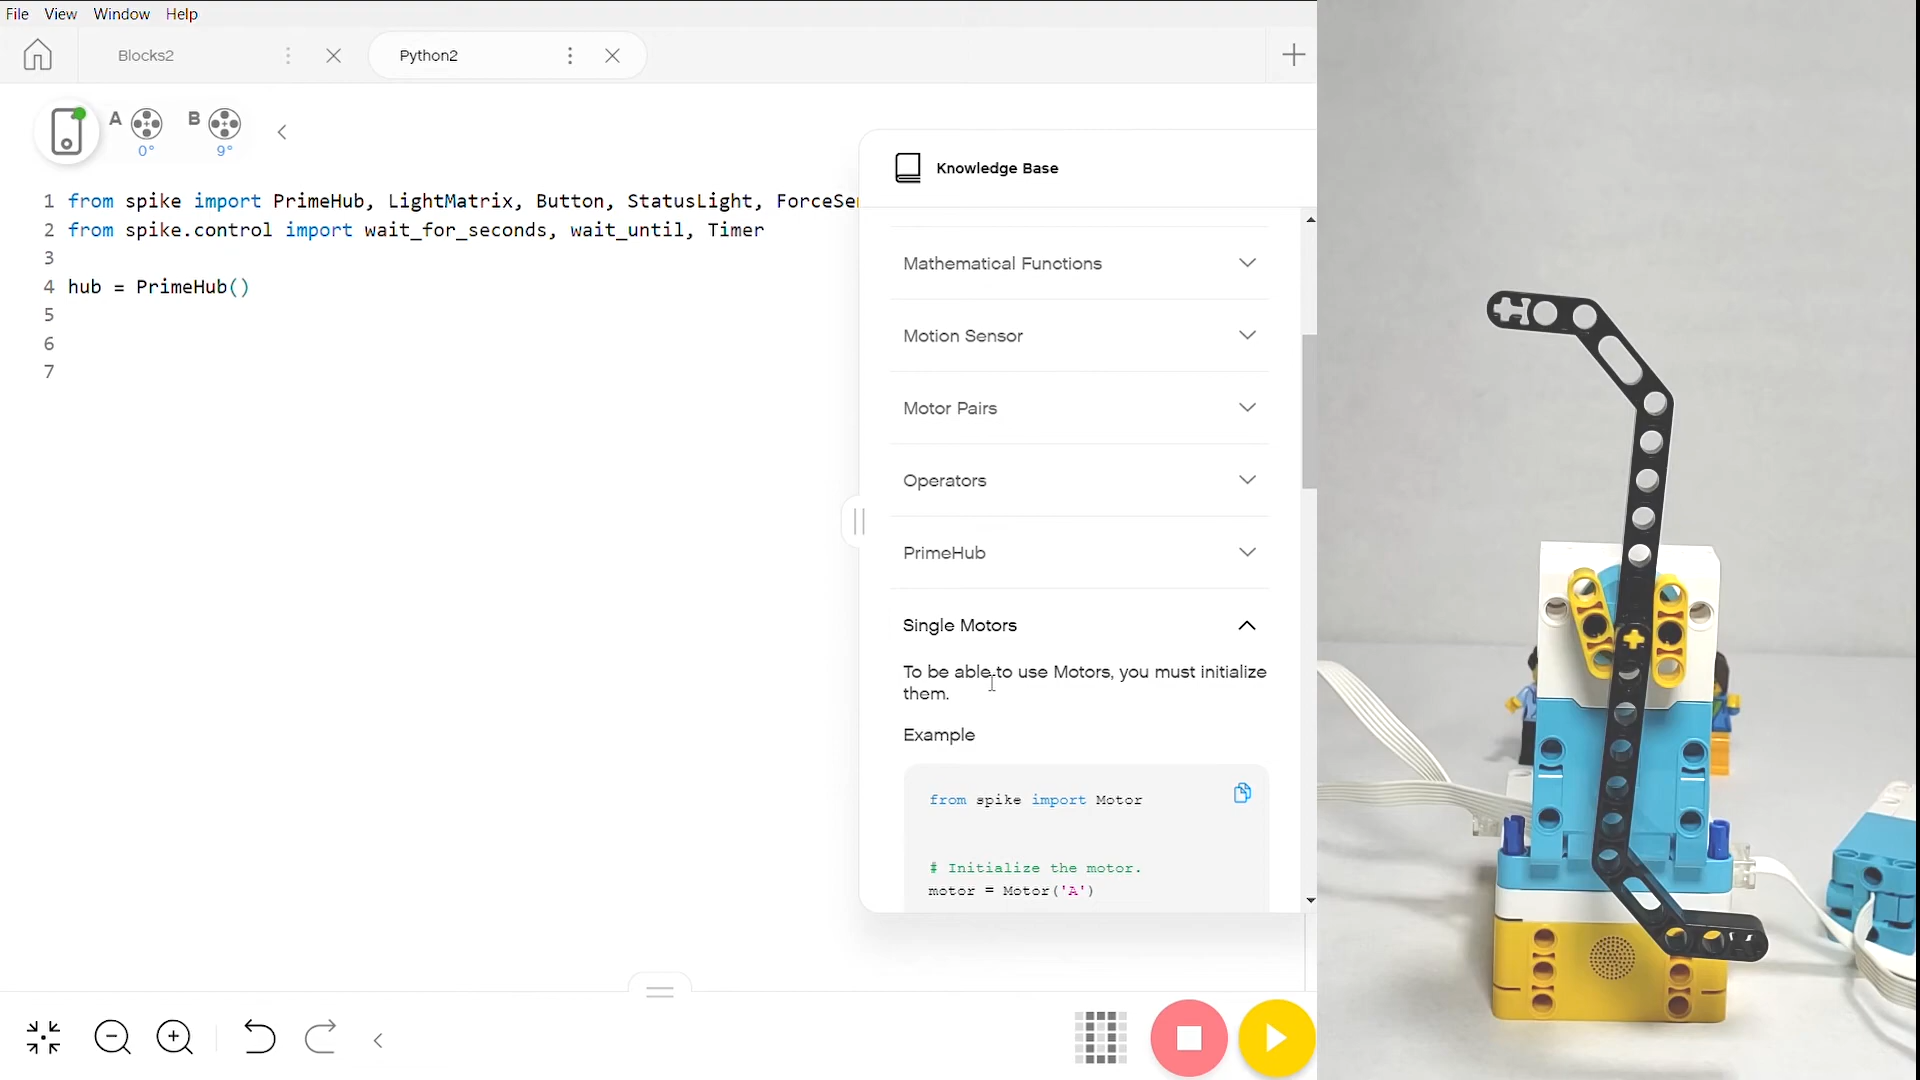 File View Window Help
Blocks2
Python2
A
0°
B
9°
1 from spike import PrimeHub, LightMatrix, Button, StatusLight, ForceSe
2 from spike.control import wait_for_seconds, wait_until, Timer
3
4 hub = PrimeHub()
5
6
7
Knowledge Base
Mathematical Functions
Motion Sensor
Motor Pairs
Operators
PrimeHub
Single Motors
To be able to use Motors, you must initialize
them.
Example
from spike import Motor
# Initialize the motor.
motor = Motor('A')